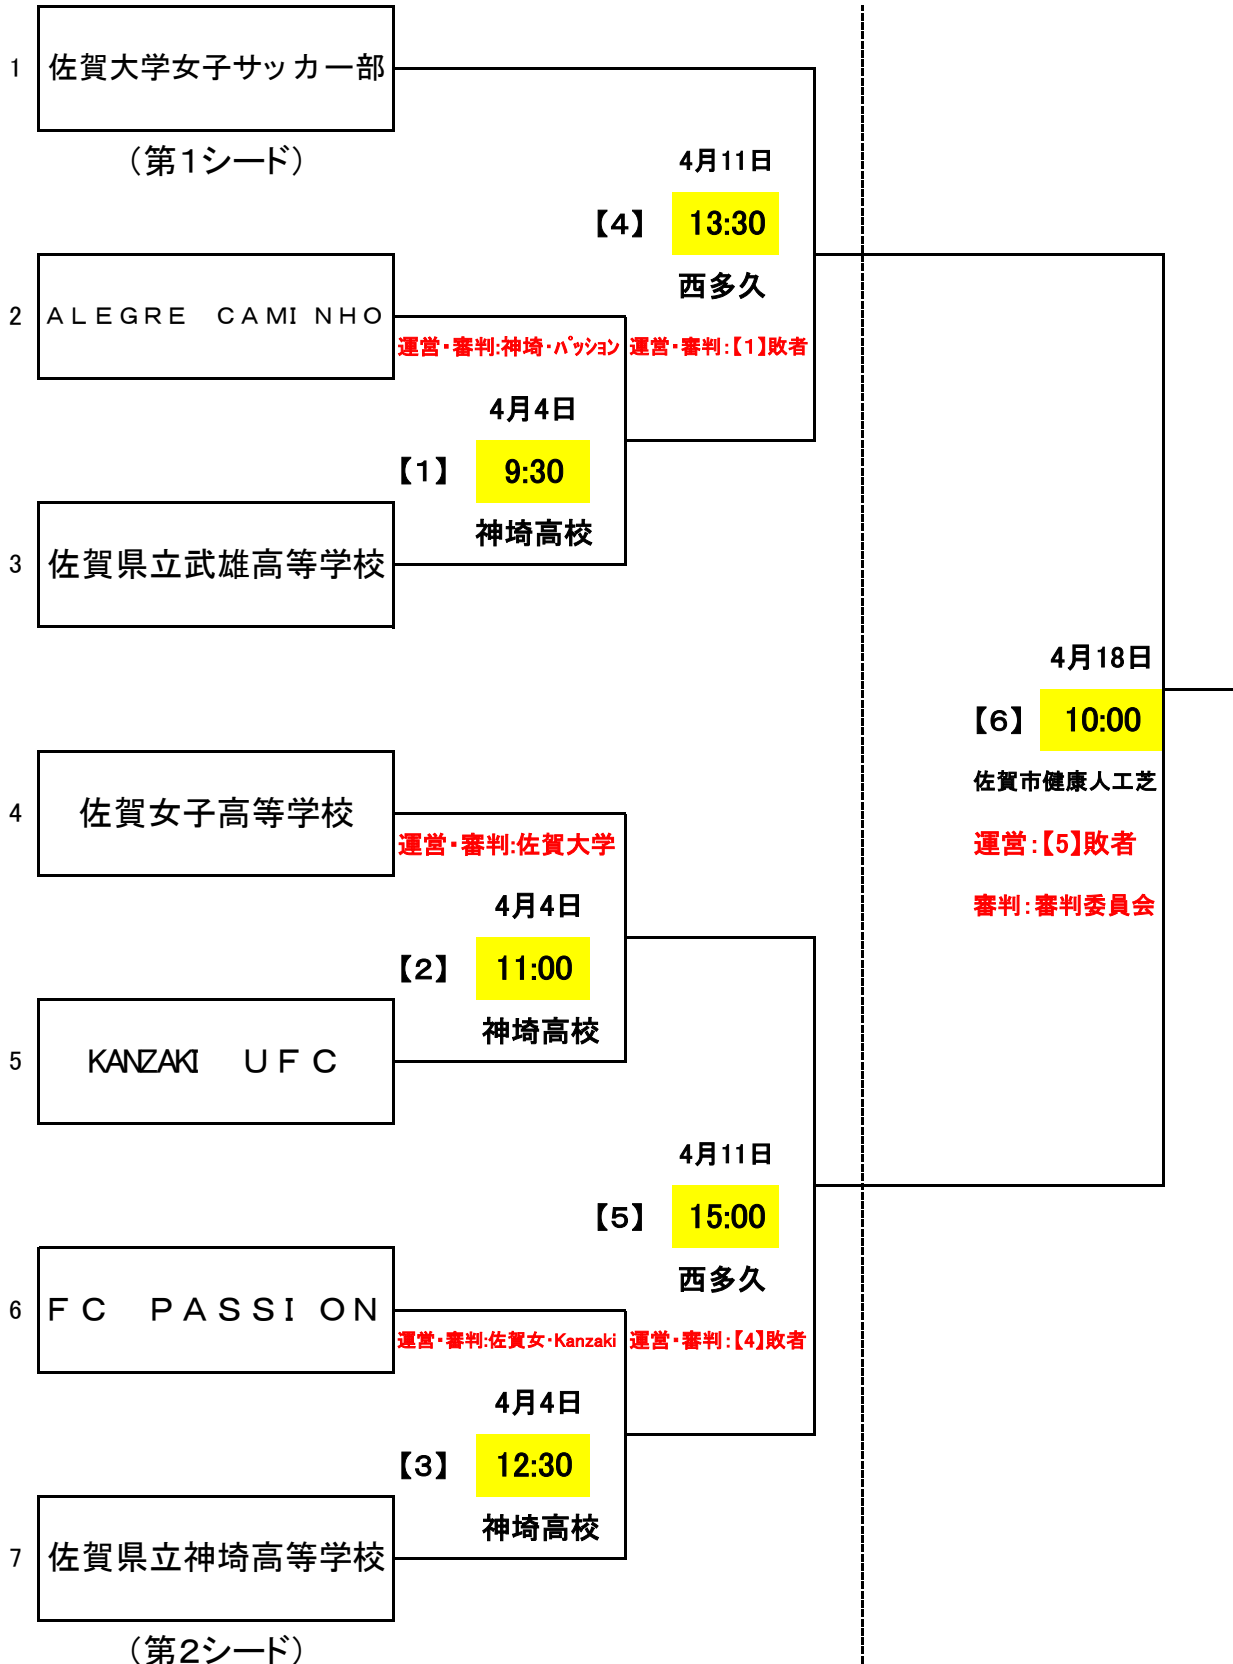 1 佐賀大学女子サッカー部
（第１シード）
4月11日
【4】 13:30
西多久
2 ＡＬＥＧＲＥ　ＣＡＭＩＮＨＯ
運営・審判:神埼・ﾊﾟｯｼｮﾝ 運営・審判：【1】敗者
4月4日
【1】 9:30
神埼高校
3 佐賀県立武雄高等学校
4月18日
【6】 10:00
佐賀市健康人工芝
運営：【5】敗者
審判：審判委員会
4 佐賀女子高等学校
運営・審判:佐賀大学
4月4日
【2】 11:00
神埼高校
5 KANZAKI　ＵＦＣ
4月11日
【5】 15:00
西多久
6 ＦＣ　ＰＡＳＳＩＯＮ
運営・審判:佐賀女・Kanzaki 運営・審判：【4】敗者
4月4日
【3】 12:30
神埼高校
7 佐賀県立神埼高等学校
（第２シード）